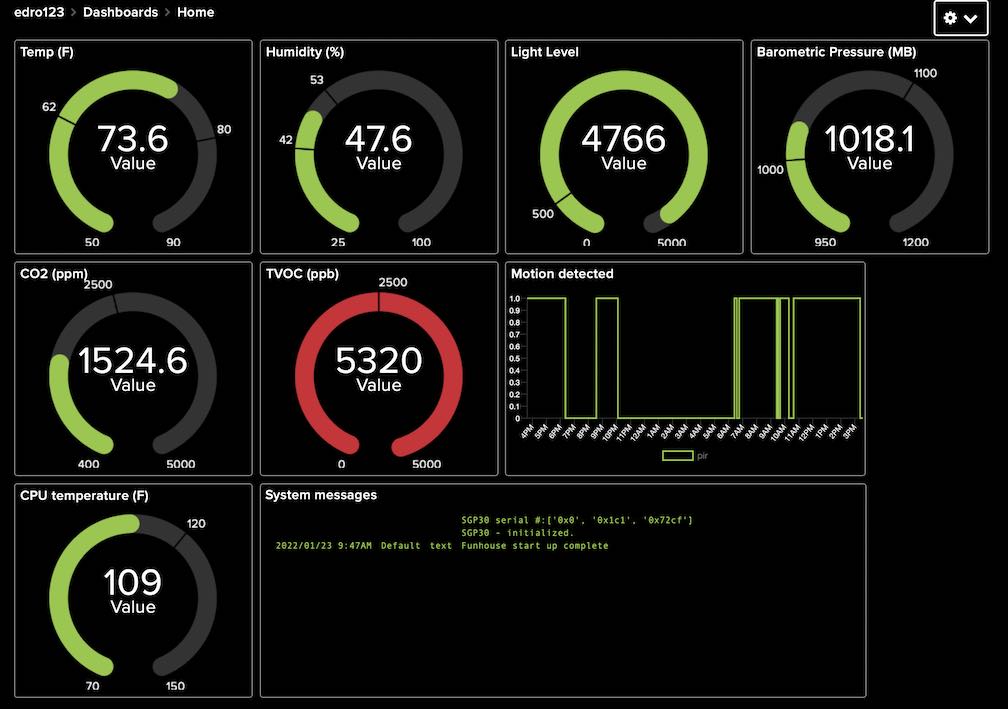 edro123 > Dashboards > Home
Temp (F)
62
80
73.6
Value
50
90
Humidity (%)
53
42
47.6
Value
25
100
Light Level
4766
Value
500
0
5000
Barometric Pressure (MB)
1100
1018.1
Value
1000
950
1200
CO2 (ppm)
2500
1524.6
Value
400
5000
TVOC (ppb)
2500
5320
Value
0
5000
Motion detected
1.0
0.9
0.8
0.7
0.6
0.5
0.4
0.3
0.2
0.1
0
4PM 5PM 6PM 7PM 8PM 9PM 10PM 11PM 12AM 1AM 2AM 3AM 4AM 5AM 6AM 7AM 8AM 9AM 10AM 11AM 12PM 1PM 2PM 3PM
pir
CPU temperature (F)
120
109
Value
70
150
System messages
SGP30 serial #:['0x0', '0x1c1', '0x72cf']
SGP30 - initialized.
2022/01/23 9:47AM Default text Funhouse start up complete